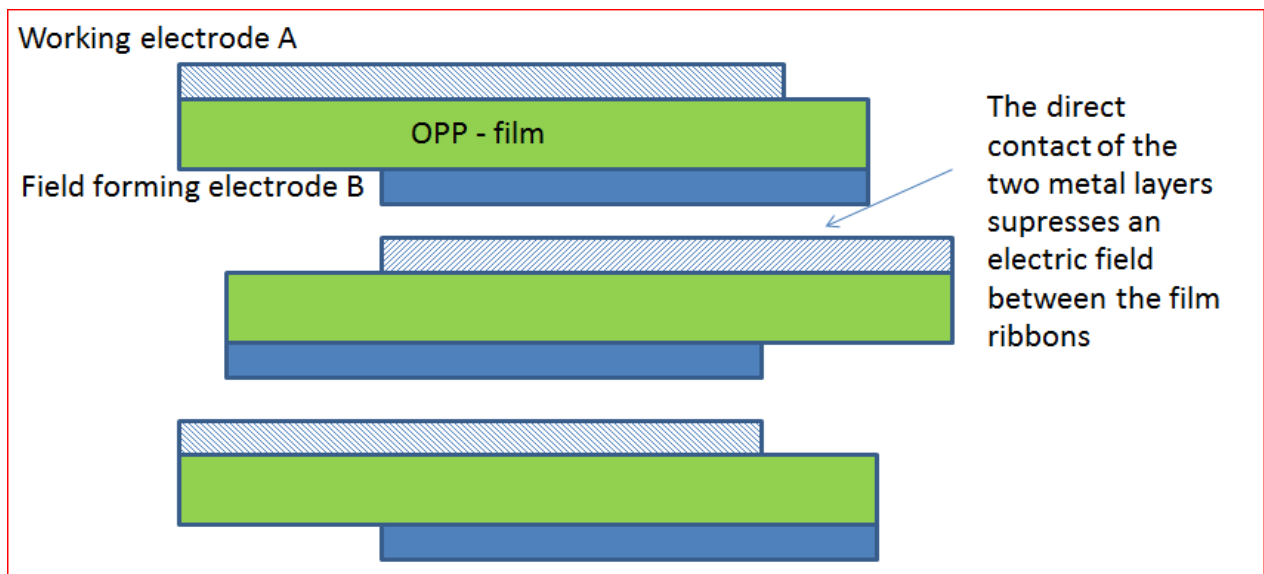 Working electrode A
OPP - film
Field forming electrode B
The direct
contact of the
two metal layers
supresses an
electric field
between the film
ribbons